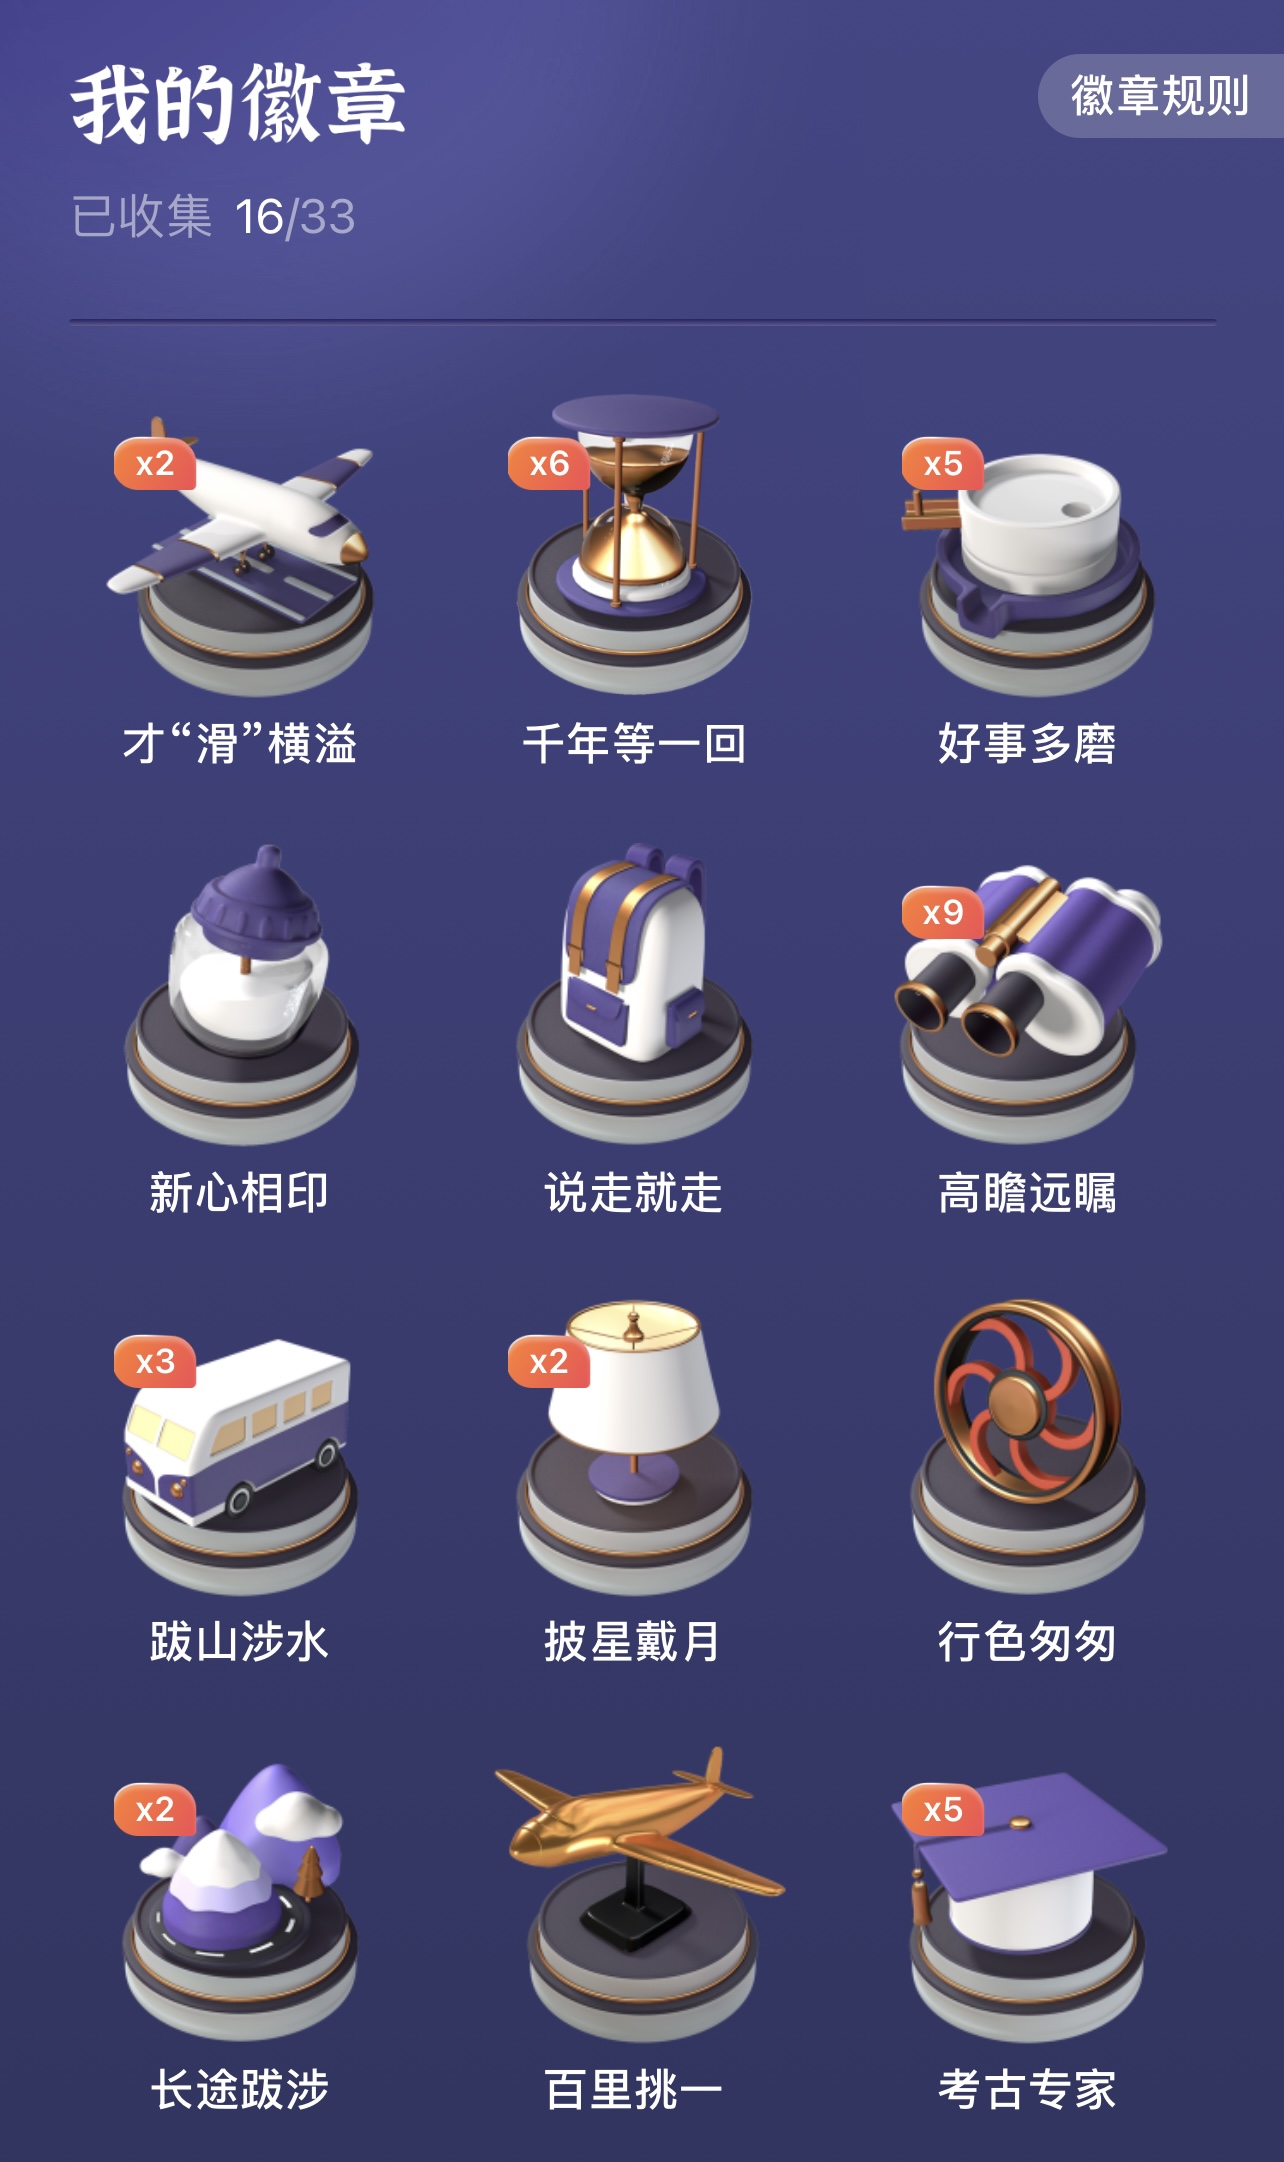 我的徽章
徽章规则
已收集 16/33
x2
x6
x5
才“滑”横溢
千年等一回
好事多磨
x9
新心相印
说走就走
高瞻远瞩
x3
x2
跋山涉水
披星戴月
行色匆匆
x2
x5
长途跋涉
百里挑一
考古专家